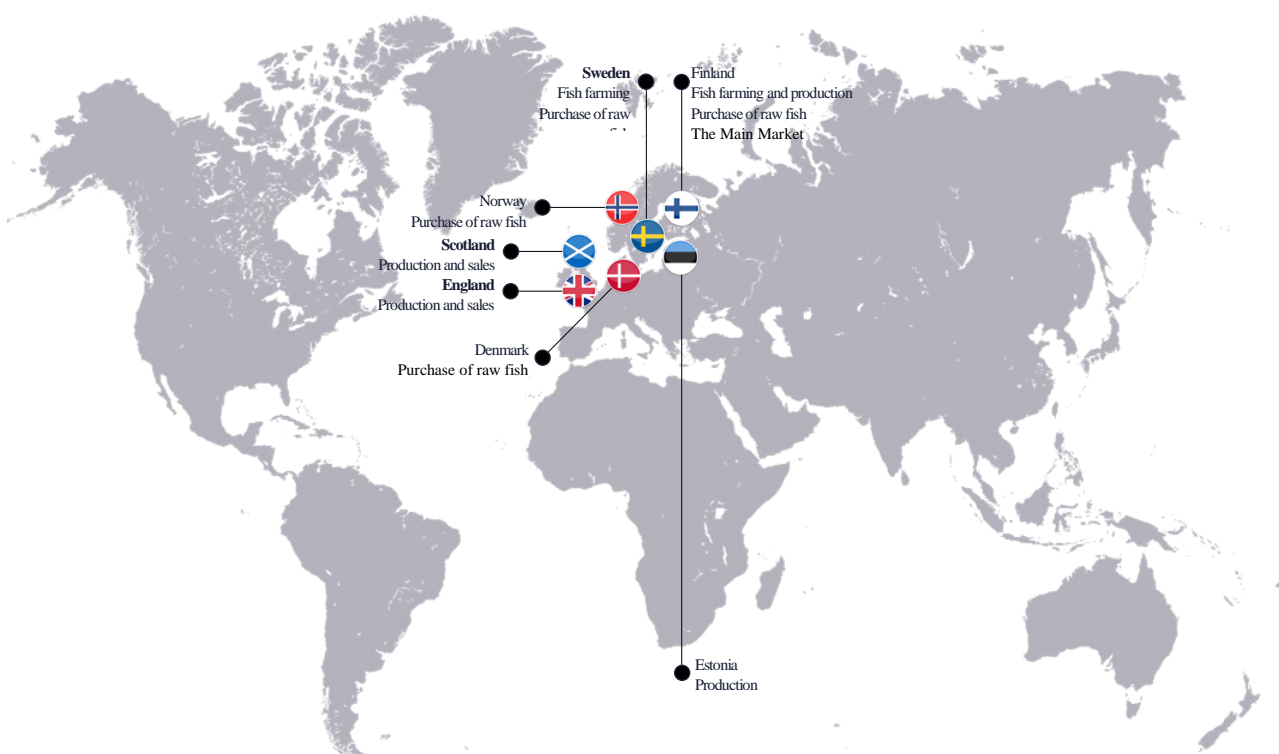 Sweden
Fish farming
Purchase of raw
Finland
Fish farming and production
Purchase of raw fish
The Main Market
Norway
Purchase of raw fish
Scotland
Production and sales
England
Production and sales
Denmark
Purchase of raw fish
Estonia
Production